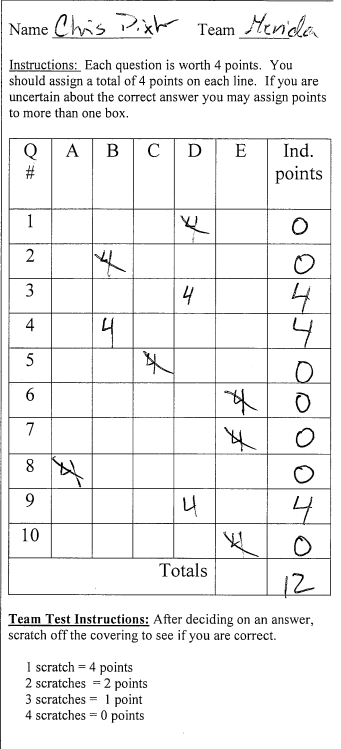 Name Chris Team Merida
Instructions: Each question is worth 4 points. You
should assign a total of 4 points on each line. If you are
uncertain about the correct answer you may assign points
to more than one box.
Q # A B C D E Ind. points
1 4 0
2 4 0
3 4 4
4 4 4
5 4 0
6 4 0
7 4 0
8 4 0
9 4 4
10 4 0
Totals 12
Team Test Instructions: After deciding on an answer,
scratch off the covering to see if you are correct.
1 scratch = 4 points
2 scratches = 2 points
3 scratches = 1 point
4 scratches = 0 points